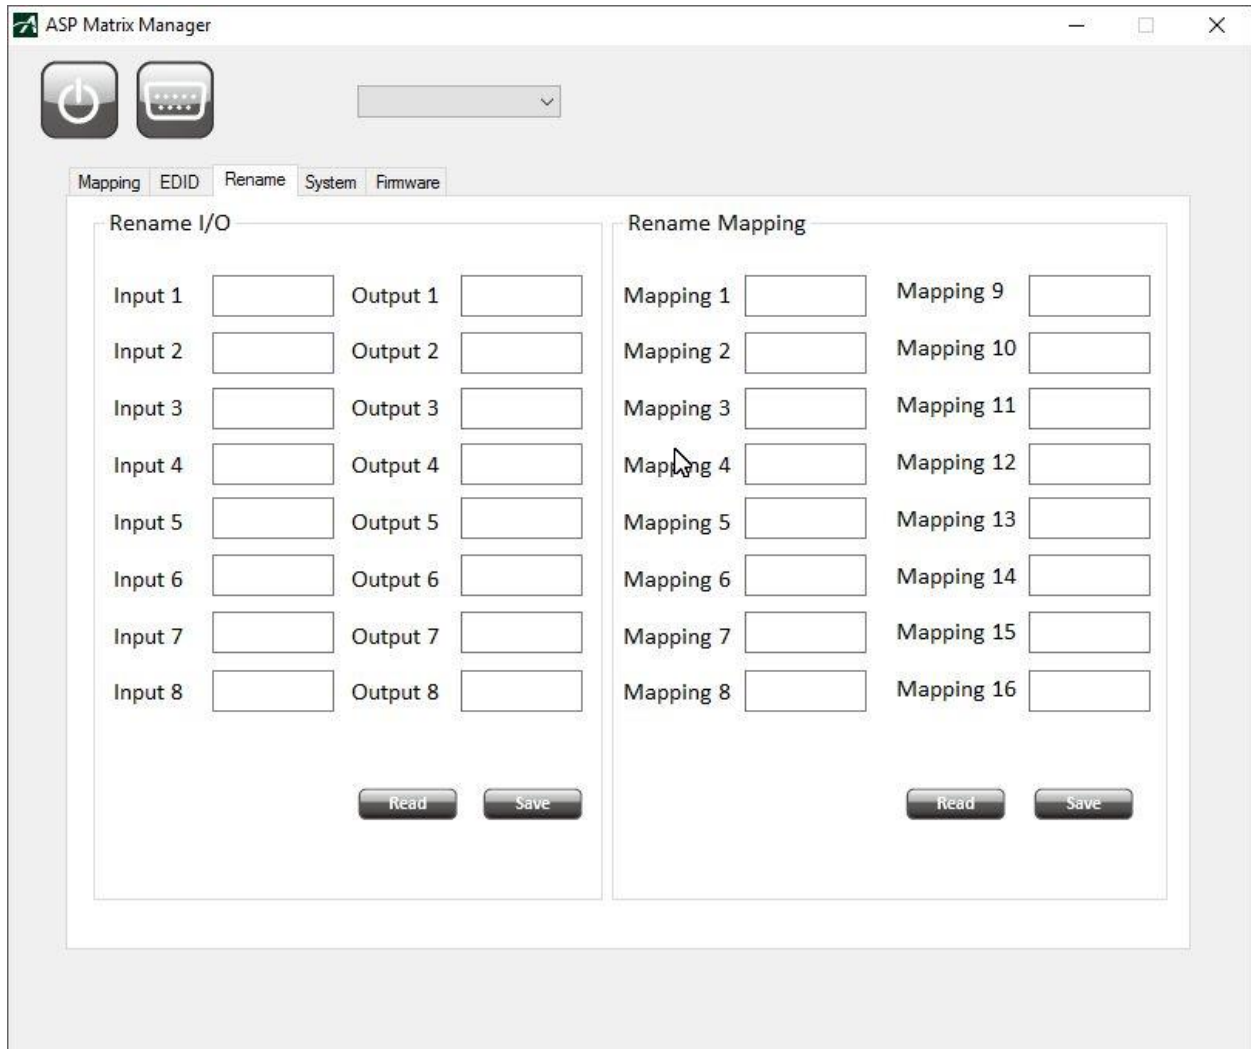 ASP Matrix Manager
Mapping EDID Rename System Firmware
Rename I/O
Input 1 Output 1
Input 2 Output 2
Input 3 Output 3
Input 4 Output 4
Input 5 Output 5
Input 6 Output 6
Input 7 Output 7
Input 8 Output 8
Read Save
Rename Mapping
Mapping 1 Mapping 9
Mapping 2 Mapping 10
Mapping 3 Mapping 11
Mapping 4 Mapping 12
Mapping 5 Mapping 13
Mapping 6 Mapping 14
Mapping 7 Mapping 15
Mapping 8 Mapping 16
Read Save